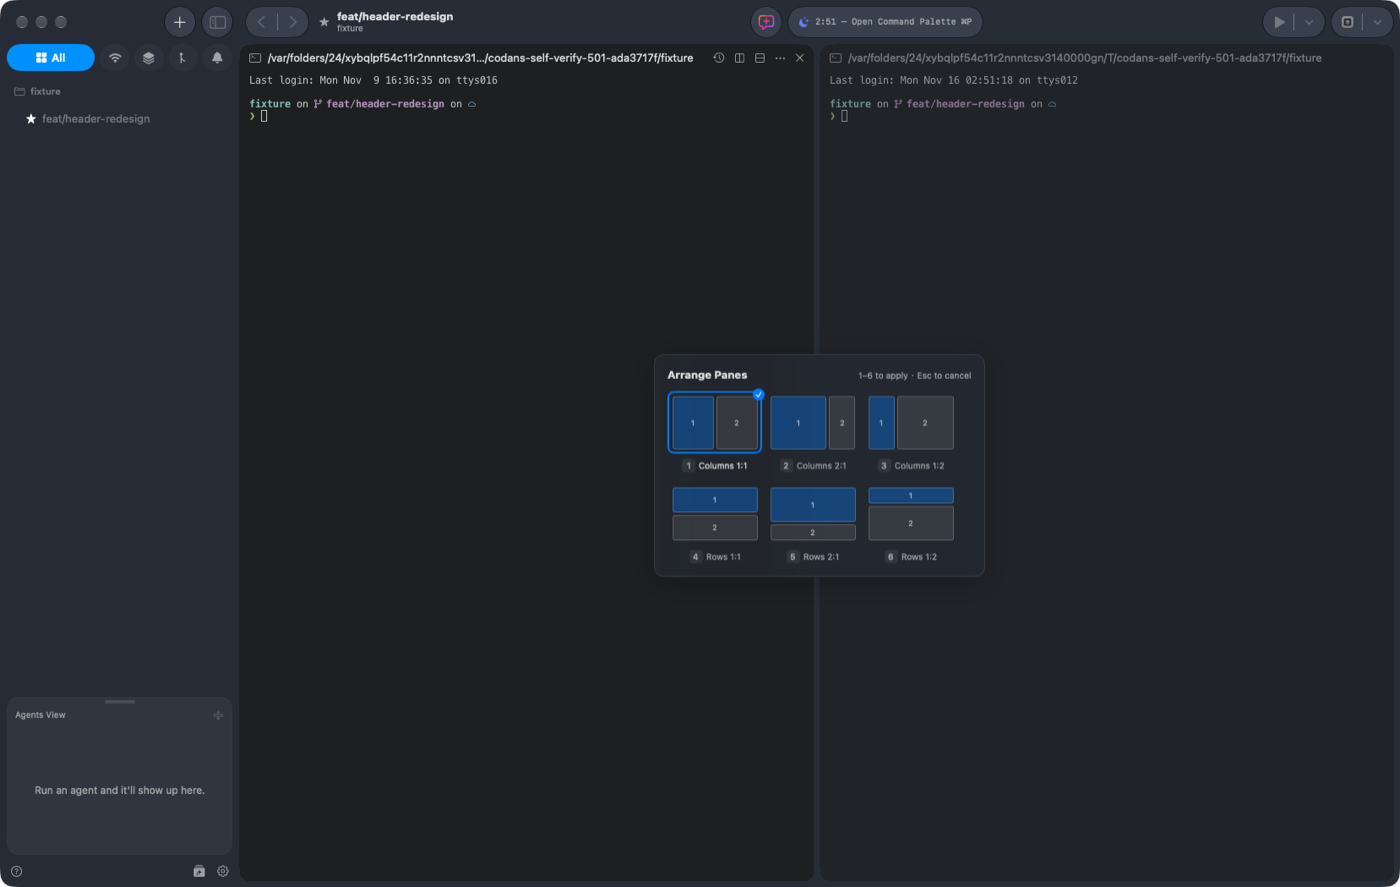 feat/header-redesign
fixture
2:51 — Open Command Palette ⌘P
All
fixture
feat/header-redesign
/var/folders/24/xybqlpf54c11r2nnntcsv31.../codans-self-verify-501-ada3717f/fixture
Last login: Mon Nov  9 16:36:35 on ttys016
fixture on feat/header-redesign on
❯
/var/folders/24/xybqlpf54c11r2nnntcsv3140000gn/T/codans-self-verify-501-ada3717f/fixture
Last login: Mon Nov 16 02:51:18 on ttys012
fixture on feat/header-redesign on
❯
Arrange Panes
1–6 to apply · Esc to cancel
1 2
1 2
1 2
1 Columns 1:1
2 Columns 2:1
3 Columns 1:2
1
2
1
2
1
2
4 Rows 1:1
5 Rows 2:1
6 Rows 1:2
Agents View
Run an agent and it'll show up here.